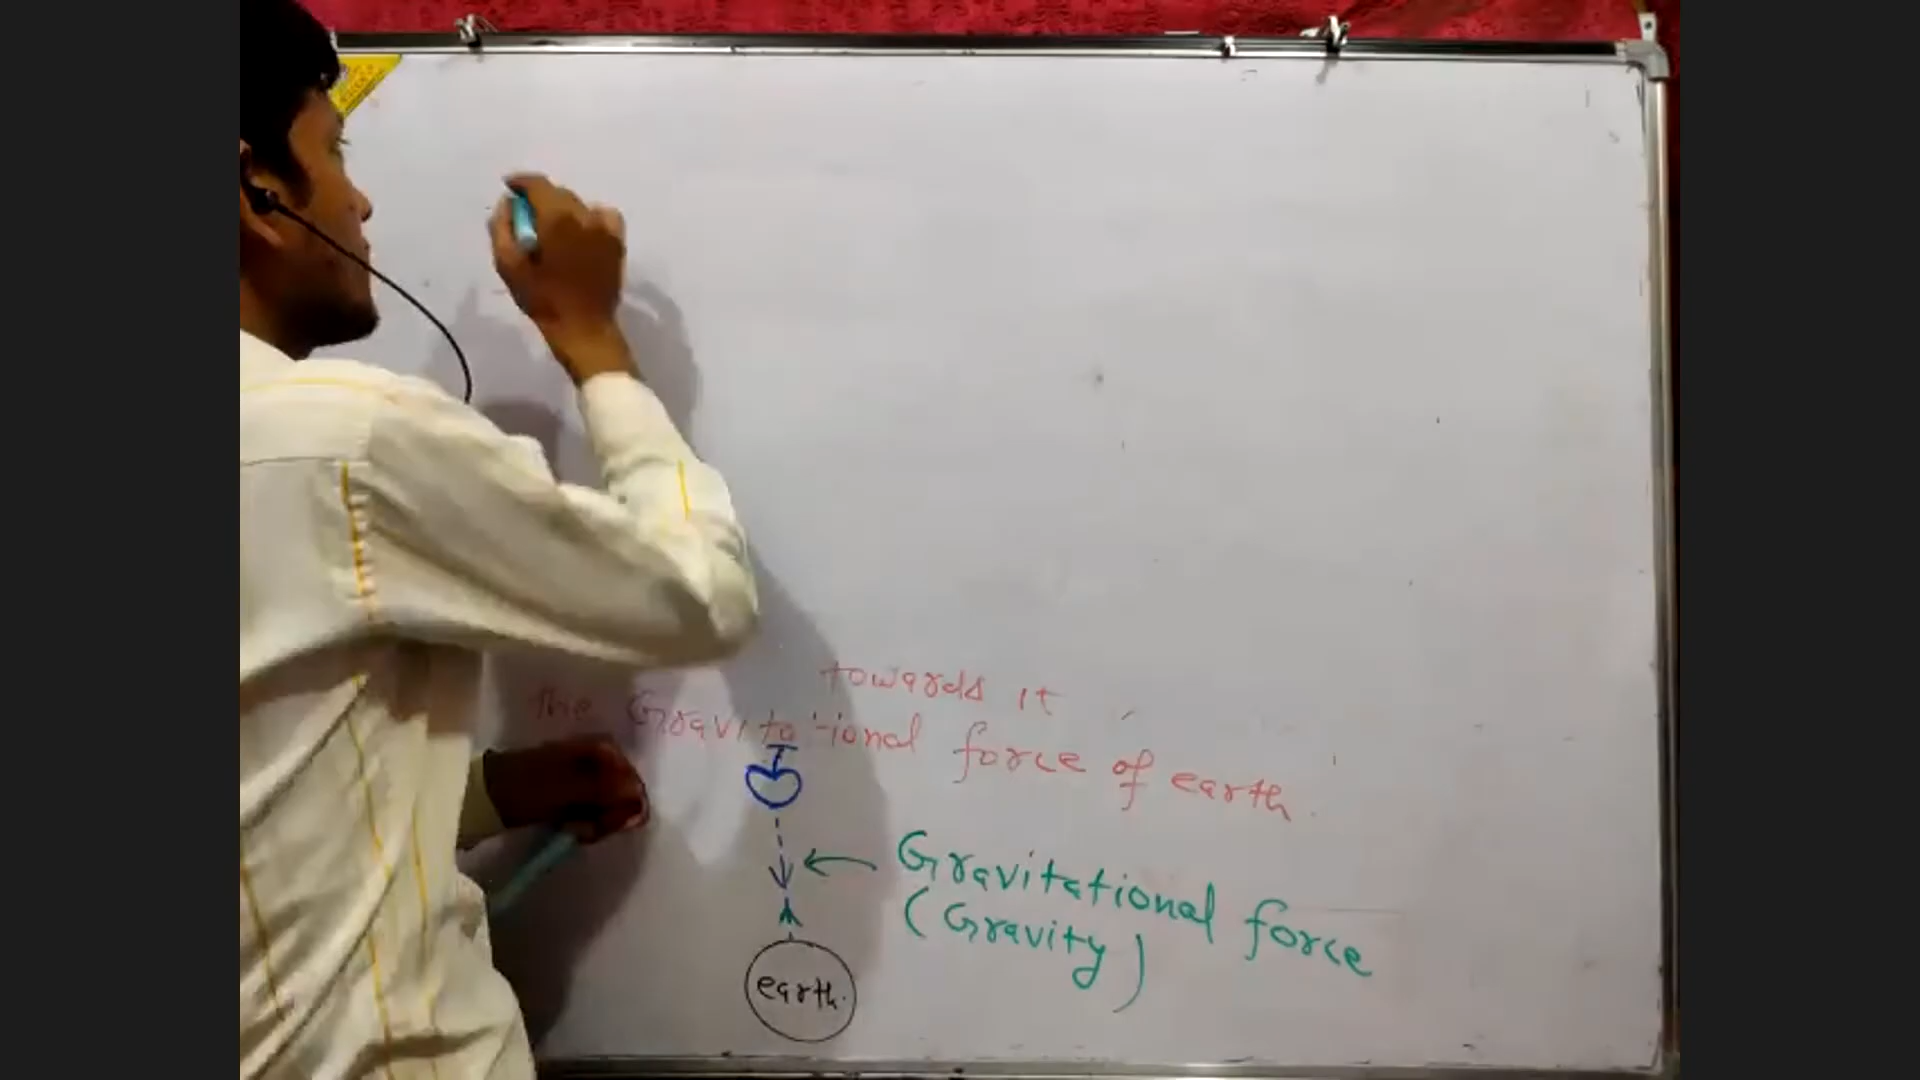 towards it
the Gravitational force of earth.
Gravitational force
(Gravity)
earth.